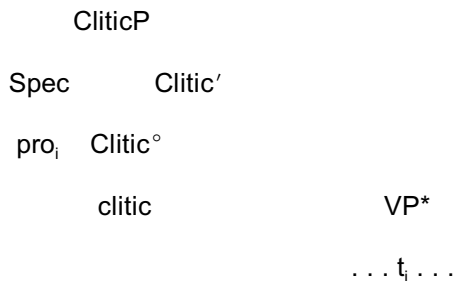 CliticP
Spec Clitic′
proᵢ Clitic°
clitic VP*
. . . tᵢ . . .